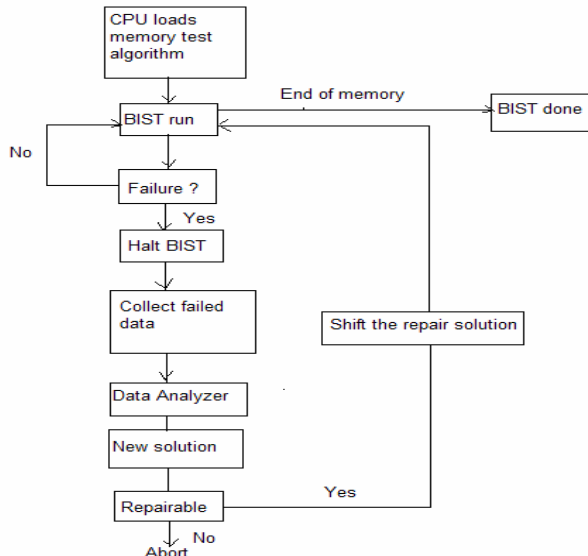 CPU loads
memory test
algorithm
End of memory
BIST run
BIST done
No
Failure ?
Yes
Halt BIST
Collect failed
data
Shift the repair solution
Data Analyzer
New solution
Yes
Repairable
No
Abort